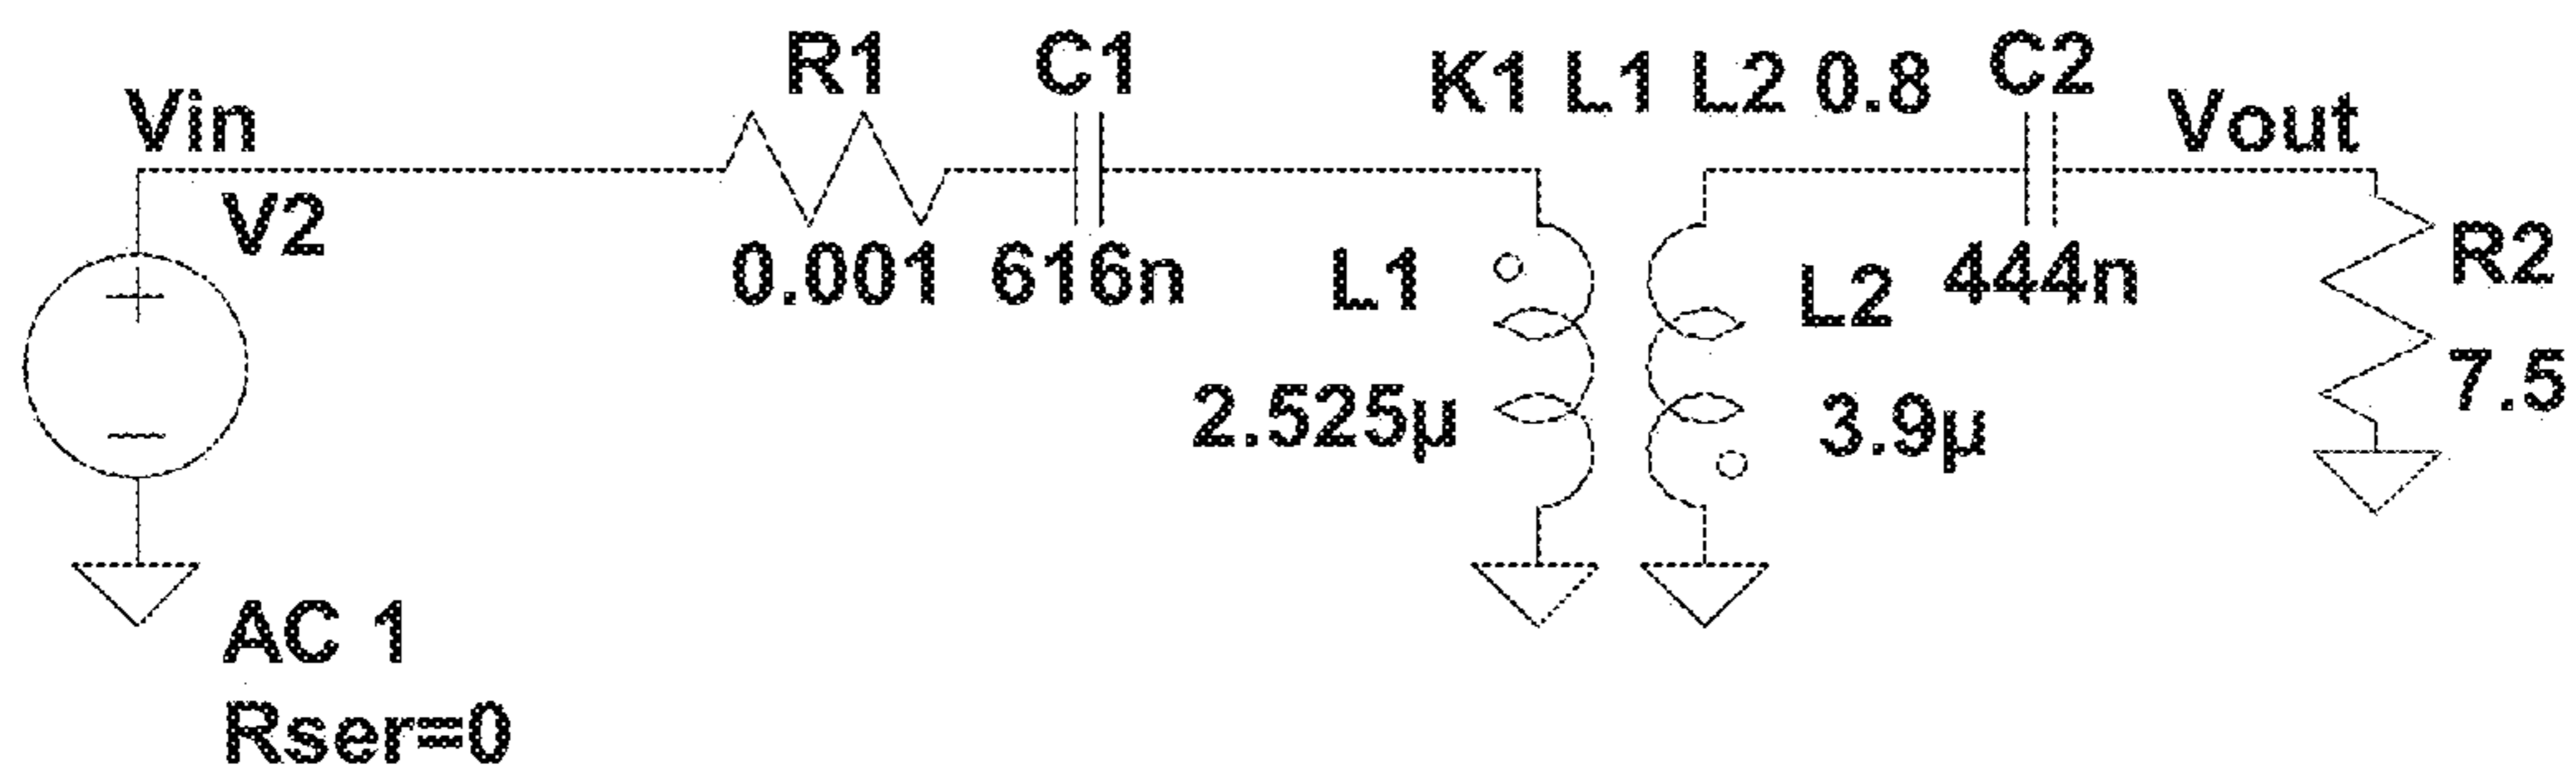 Vin
V2
AC 1
Rser=0
R1
0.001
C1
616n
K1 L1 L2 0.8
L1
2.525µ
L2
3.9µ
C2
444n
Vout
R2
7.5